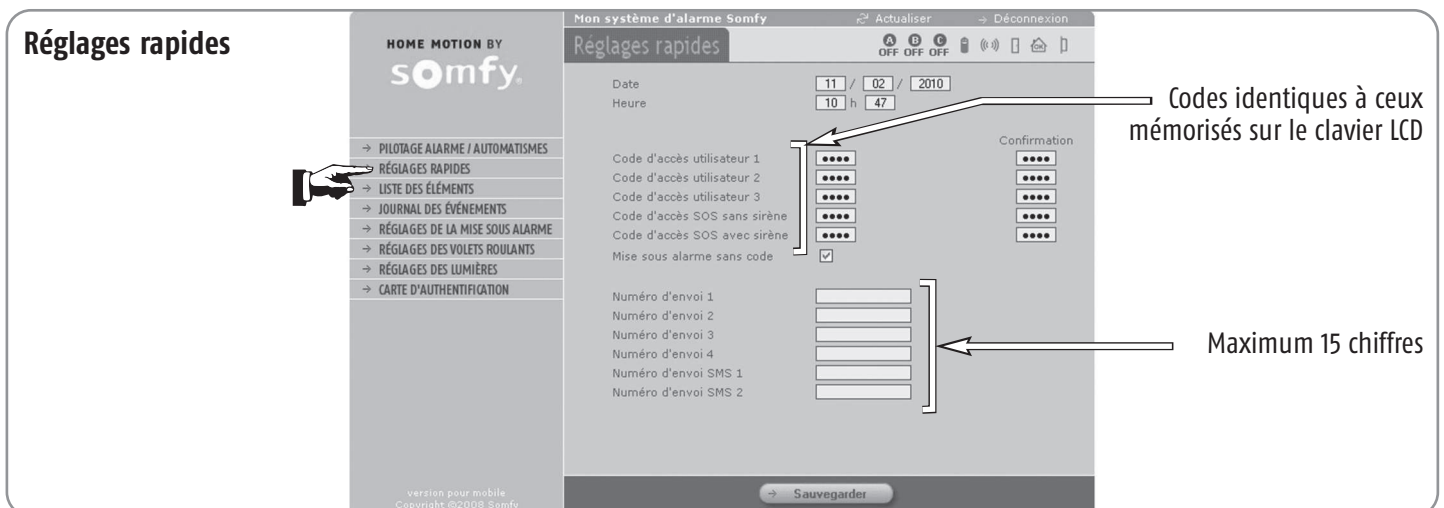 Réglages rapides
HOME MOTION BY
somfy.
Mon système d'alarme Somfy
Actualiser
→ Déconnexion
Réglages rapides
A B C
OFF OFF OFF
OK
Date 11 / 02 / 2010
Heure 10 h 47
Confirmation
Code d'accès utilisateur 1 ●●●● ●●●●
Code d'accès utilisateur 2 ●●●● ●●●●
Code d'accès utilisateur 3 ●●●● ●●●●
Code d'accès SOS sans sirène ●●●● ●●●●
Code d'accès SOS avec sirène ●●●● ●●●●
Mise sous alarme sans code
Numéro d'envoi 1
Numéro d'envoi 2
Numéro d'envoi 3
Numéro d'envoi 4
Numéro d'envoi SMS 1
Numéro d'envoi SMS 2
→ Sauvegarder
→ PILOTAGE ALARME / AUTOMATISMES
→ RÉGLAGES RAPIDES
→ LISTE DES ÉLÉMENTS
→ JOURNAL DES ÉVÉNEMENTS
→ RÉGLAGES DE LA MISE SOUS ALARME
→ RÉGLAGES DES VOLETS ROULANTS
→ RÉGLAGES DES LUMIÈRES
→ CARTE D'AUTHENTIFICATION
version pour mobile
Copyright ©2008 Somfy
Codes identiques à ceux
mémorisés sur le clavier LCD
Maximum 15 chiffres